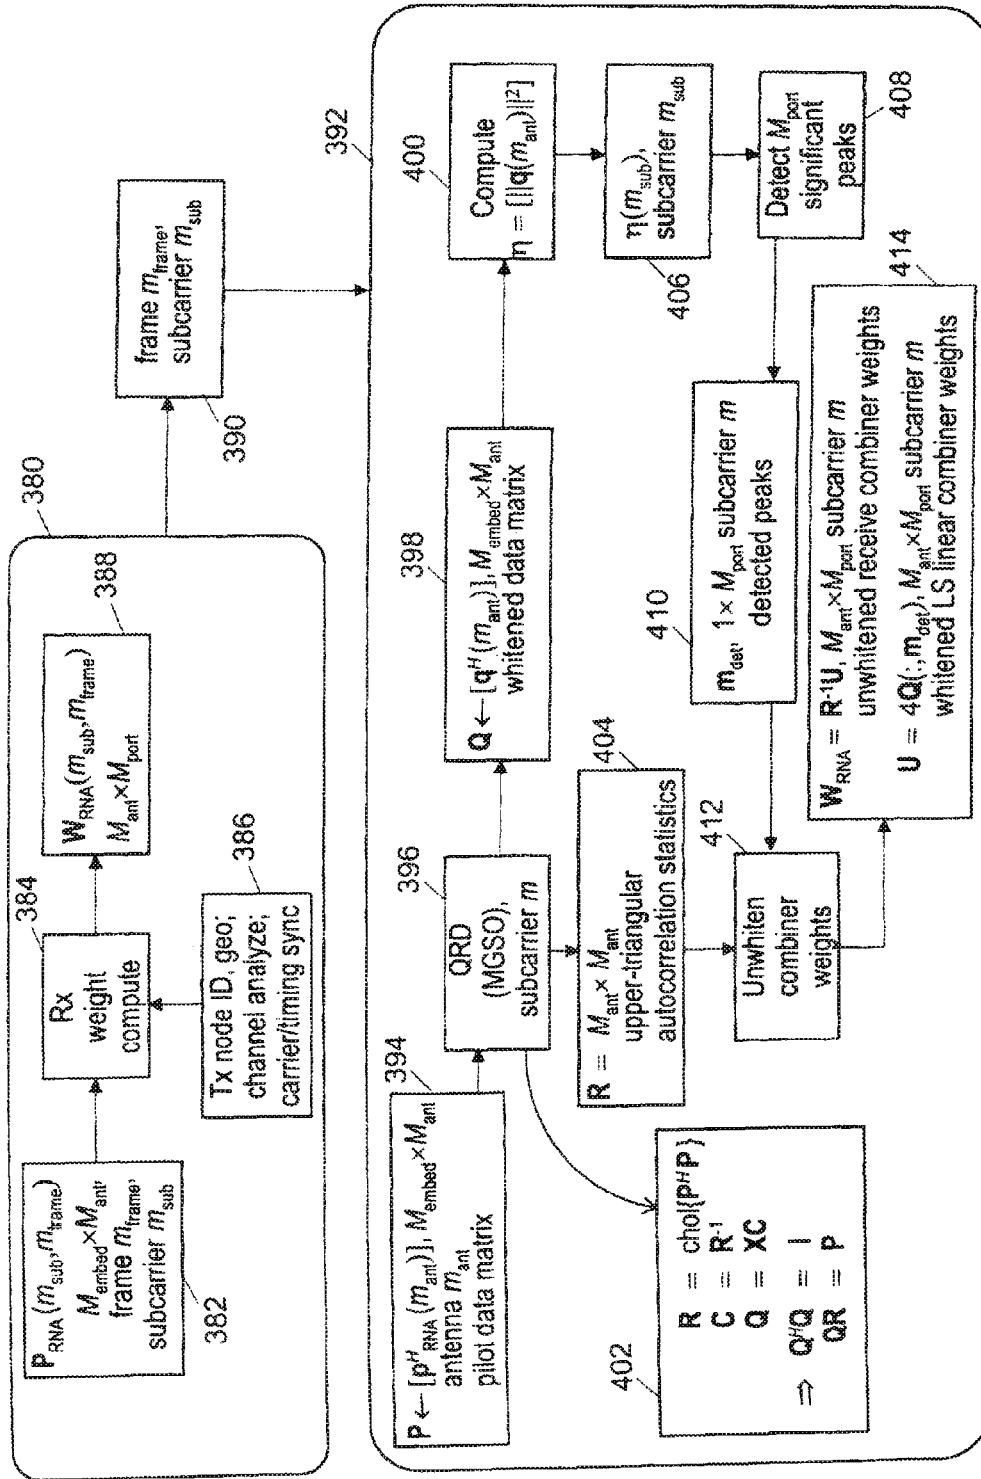 380
P_RNA(m_sub,m_frame)
M_embed×M_ant,
frame m_frame,
subcarrier m_sub
382
Rx
weight
compute
384
W_RNA(m_sub,m_frame)
M_ant×M_port
388
Tx node ID, geo;
channel analyze;
carrier/timing sync
386
frame m_frame,
subcarrier m_sub
390
392
P ← [p^H_RNA(m_ant)], M_embed×M_ant
antenna m_ant
pilot data matrix
394
QRD
(MGSO),
subcarrier m
396
Q ← [q^H(m_ant)], M_embed×M_ant
whitened data matrix
398
Compute
η = [||q(m_ant)||²]
400
R = chol{P^H P}
C = R^-1
Q = XC
⇒ Q^H Q = I
QR = P
402
R = M_ant× M_ant
upper-triangular
autocorrelation statistics
404
η(m_sub),
subcarrier m_sub
406
Detect M_port
significant
peaks
408
m_det, 1× M_port subcarrier m
detected peaks
410
Unwhiten
combiner
weights
412
W_RNA = R^-1U, M_ant×M_port subcarrier m
unwhitened receive combiner weights
U = 4Q(:,m_det), M_ant×M_port subcarrier m
whitened LS linear combiner weights
414